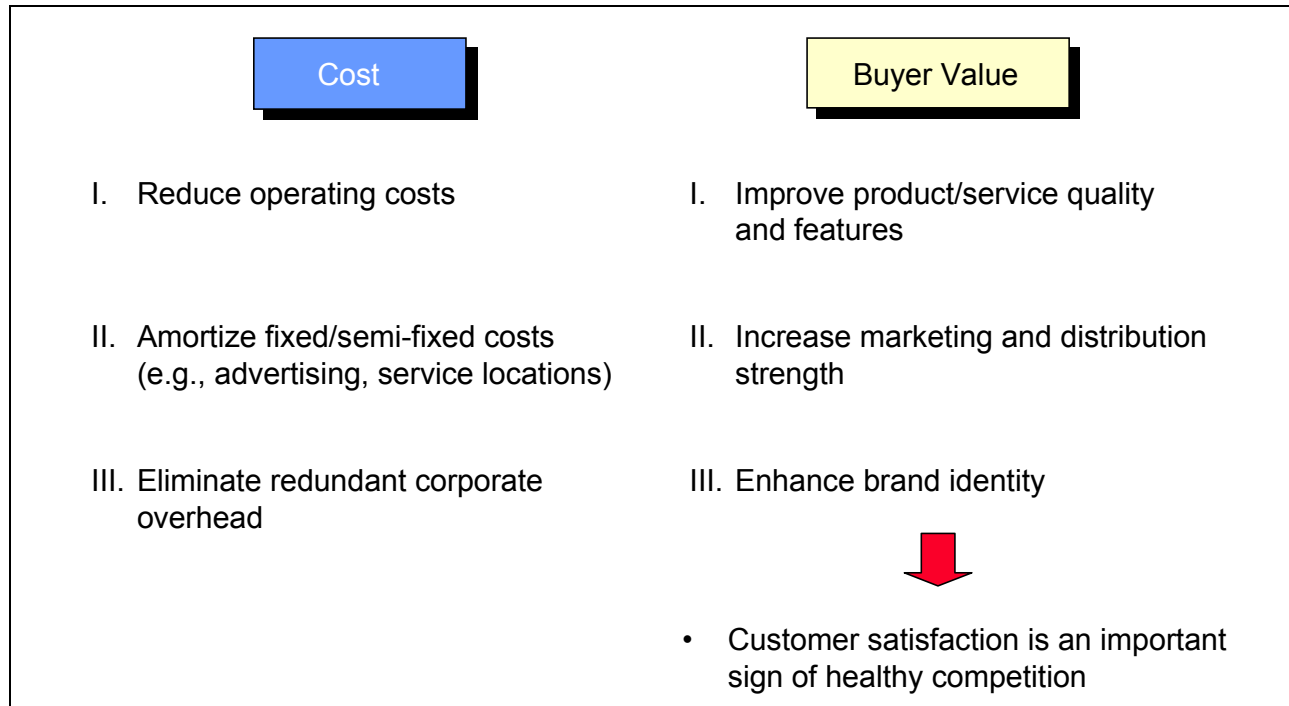 Cost
Buyer Value
I. Reduce operating costs
I. Improve product/service quality
and features
II. Amortize fixed/semi-fixed costs
(e.g., advertising, service locations)
II. Increase marketing and distribution
strength
III. Eliminate redundant corporate
overhead
III. Enhance brand identity
• Customer satisfaction is an important
sign of healthy competition